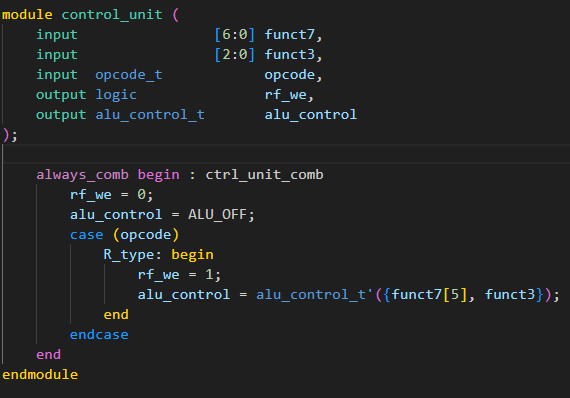 module control_unit (
    input              [6:0] funct7,
    input              [2:0] funct3,
    input  opcode_t          opcode,
    output logic             rf_we,
    output alu_control_t     alu_control
);
    always_comb begin : ctrl_unit_comb
        rf_we = 0;
        alu_control = ALU_OFF;
        case (opcode)
            R_type: begin
                rf_we = 1;
                alu_control = alu_control_t'({funct7[5], funct3});
            end
        endcase
    end
endmodule